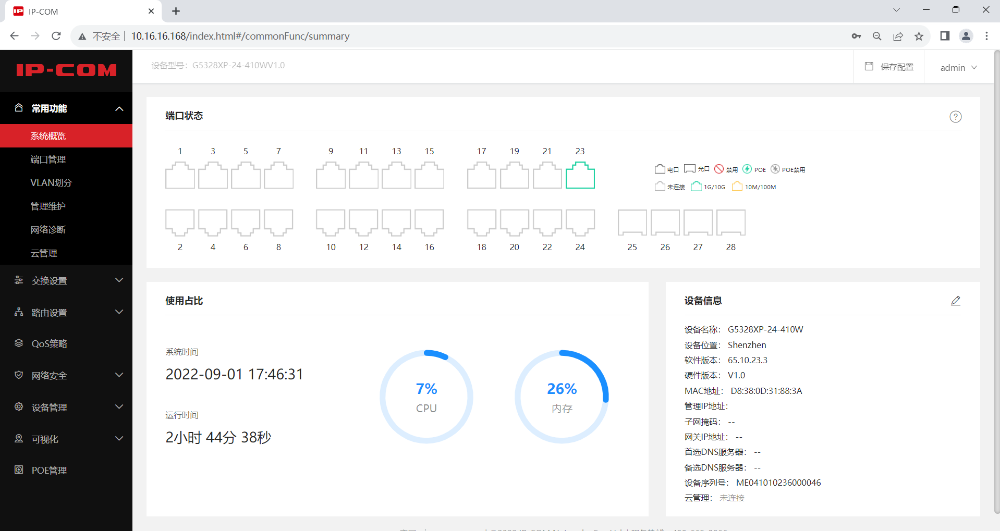 IP-COM
不安全 | 10.16.16.168/index.html#/commonFunc/summary
IP-COM
设备型号：G5328XP-24-410WV1.0
保存配置
admin
常用功能
系统概览
端口管理
VLAN划分
管理维护
网络诊断
云管理
交换设置
路由设置
QoS策略
网络安全
设备管理
可视化
POE管理
端口状态
1 3 5 7 9 11 13 15 17 19 21 23
电口 光口 禁用 POE POE禁用
未连接 1G/10G 10M/100M
2 4 6 8 10 12 14 16 18 20 22 24 25 26 27 28
使用占比
系统时间
2022-09-01 17:46:31
运行时间
2小时 44分 38秒
7%
CPU
26%
内存
设备信息
设备名称： G5328XP-24-410W
设备位置： Shenzhen
软件版本： 65.10.23.3
硬件版本： V1.0
MAC地址： D8:38:0D:31:88:3A
管理IP地址：
子网掩码： --
网关IP地址： --
首选DNS服务器： --
备选DNS服务器： --
设备序列号： ME041010236000046
云管理： 未连接